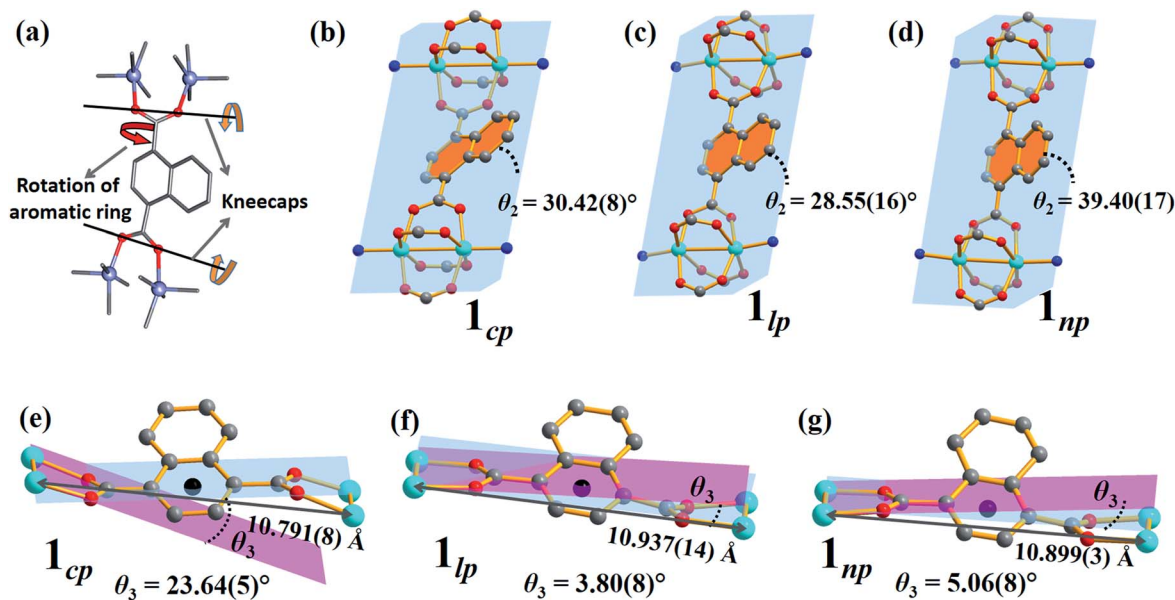 (a)
Rotation of
aromatic ring
Kneecaps
(b)
θ₂ = 30.42(8)°
1cp
(c)
θ₂ = 28.55(16)°
1lp
(d)
θ₂ = 39.40(17)
1np
(e)
10.791(8) Å
θ₃
1cp
θ₃ = 23.64(5)°
(f)
θ₃
10.937(14) Å
1lp
θ₃ = 3.80(8)°
(g)
θ₃
10.899(3) Å
1np
θ₃ = 5.06(8)°